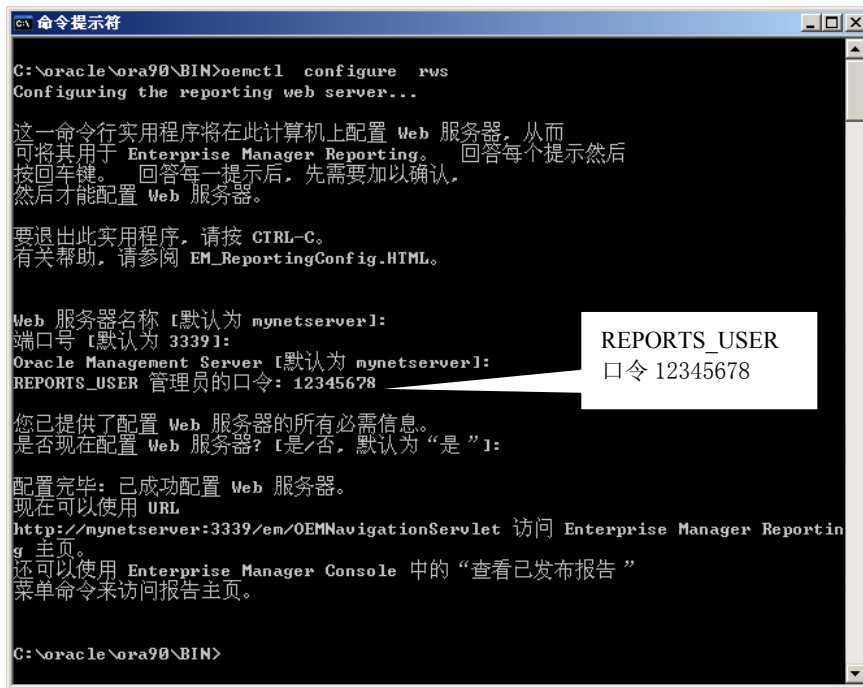 命令提示符
C:\oracle\ora90\BIN>oemctl configure rws
Configuring the reporting web server...
这一命令行实用程序将在此计算机上配置 Web 服务器，从而
可将其用于 Enterprise Manager Reporting。 回答每个提示然后
按回车键。 回答每一提示后，先需要加以确认，
然后才能配置 Web 服务器。
要退出此实用程序，请按 CTRL-C。
有关帮助，请参阅 EM_ReportingConfig.HTML。
Web 服务器名称 [默认为 mynetserver]:
端口号 [默认为 3339]:
Oracle Management Server [默认为 mynetserver]:
REPORTS_USER 管理员的口令: 12345678
REPORTS_USER
口令 12345678
您已提供了配置 Web 服务器的所有必需信息。
是否现在配置 Web 服务器? [是/否，默认为“是 ”]:
配置完毕: 已成功配置 Web 服务器。
现在可以使用 URL
http://mynetserver:3339/em/OEMNavigationServlet 访问 Enterprise Manager Reportin
g 主页。
还可以使用 Enterprise Manager Console 中的“查看已发布报告 ”
菜单命令来访问报告主页。
C:\oracle\ora90\BIN>